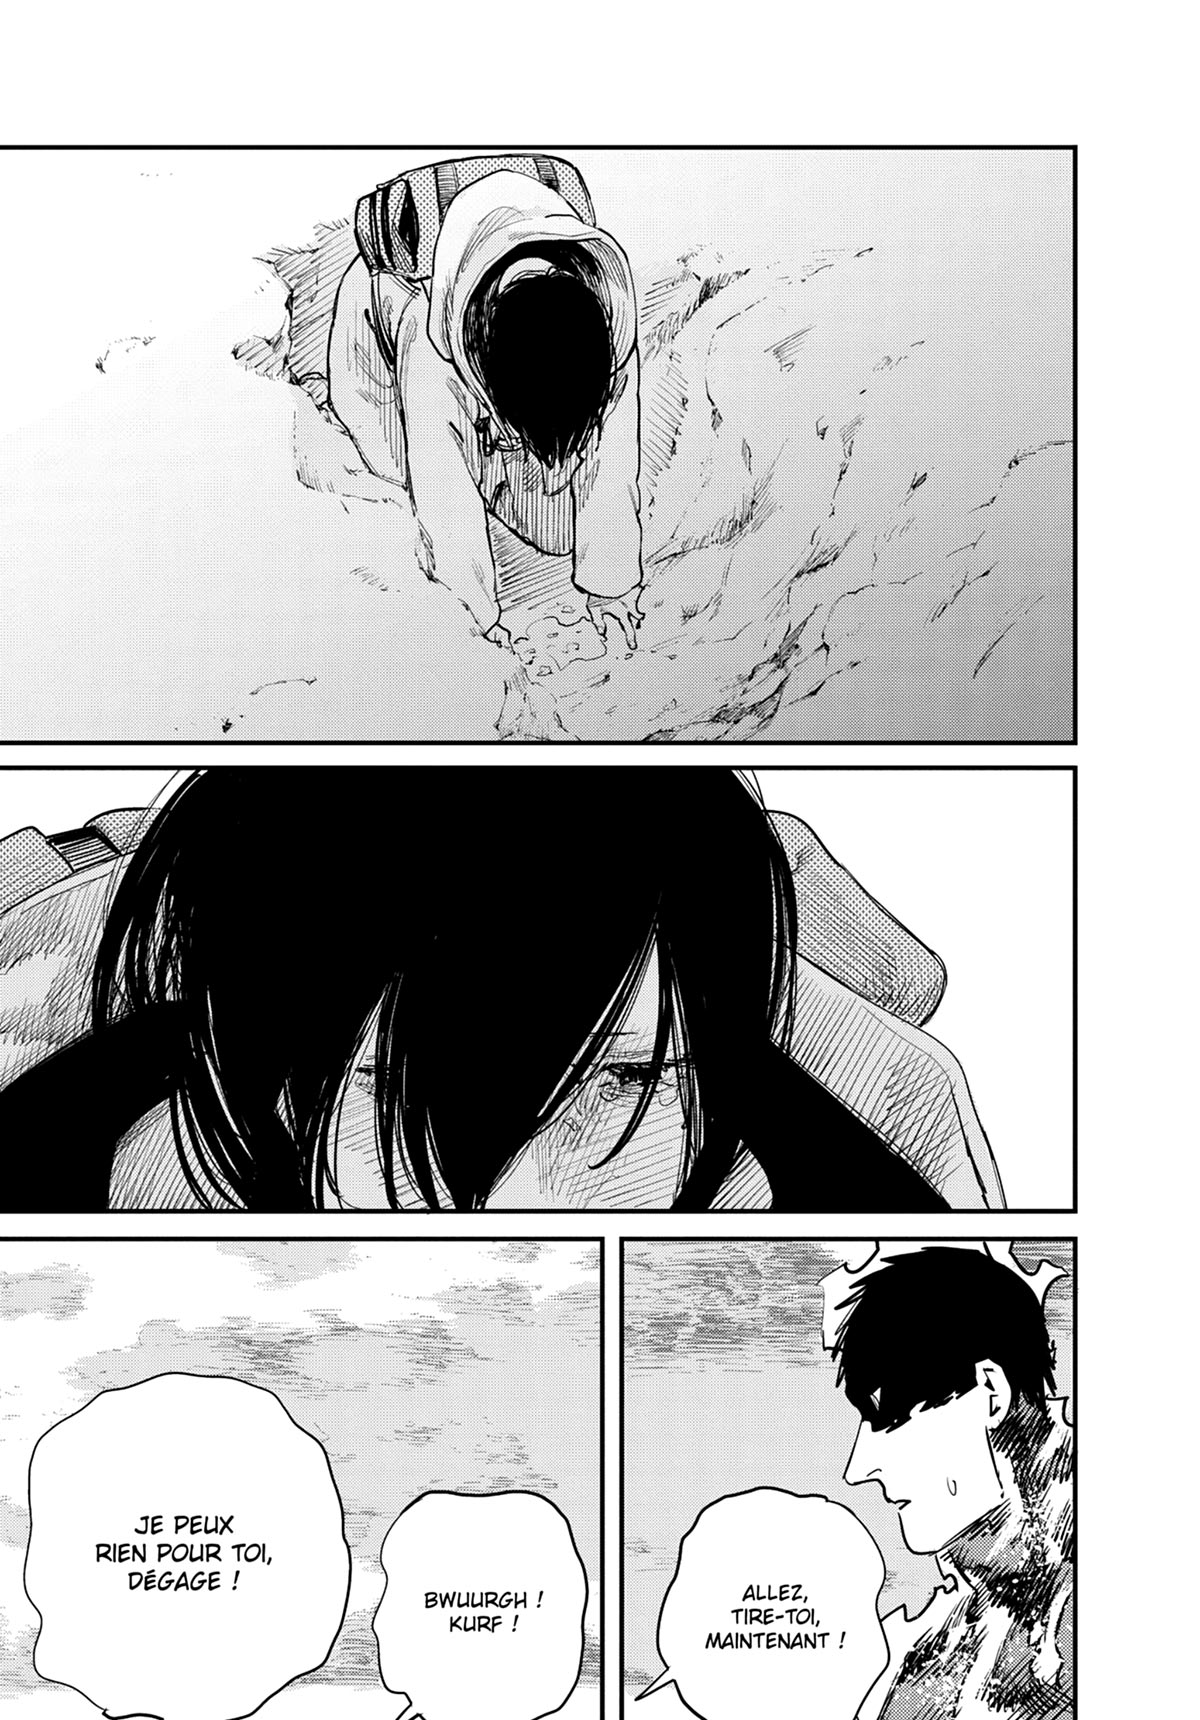 ALLEZ,
TIRE-TOI,
MAINTENANT !
BWUURGH !
KURF !
JE PEUX
RIEN POUR TOI,
DÉGAGE !